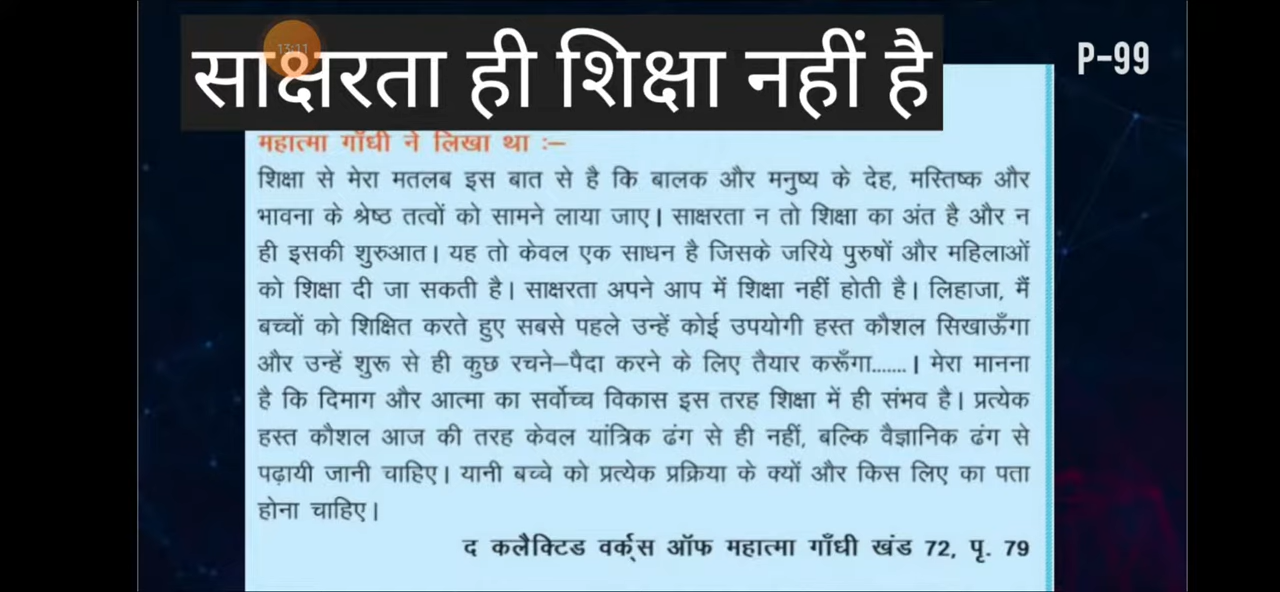 साक्षरता ही शिक्षा नहीं है
13:11
P-99
महात्मा गाँधी ने लिखा था :–
शिक्षा से मेरा मतलब इस बात से है कि बालक और मनुष्य के देह, मस्तिष्क और
भावना के श्रेष्ठ तत्वों को सामने लाया जाए। साक्षरता न तो शिक्षा का अंत है और न
ही इसकी शुरुआत। यह तो केवल एक साधन है जिसके जरिये पुरुषों और महिलाओं
को शिक्षा दी जा सकती है। साक्षरता अपने आप में शिक्षा नहीं होती है। लिहाजा, मैं
बच्चों को शिक्षित करते हुए सबसे पहले उन्हें कोई उपयोगी हस्त कौशल सिखाऊँगा
और उन्हें शुरू से ही कुछ रचने–पैदा करने के लिए तैयार करूँगा.......। मेरा मानना
है कि दिमाग और आत्मा का सर्वोच्च विकास इस तरह शिक्षा में ही संभव है। प्रत्येक
हस्त कौशल आज की तरह केवल यांत्रिक ढंग से ही नहीं, बल्कि वैज्ञानिक ढंग से
पढ़ायी जानी चाहिए। यानी बच्चे को प्रत्येक प्रक्रिया के क्यों और किस लिए का पता
होना चाहिए।
द कलैक्टिड वर्क्स ऑफ महात्मा गाँधी खंड 72, पृ. 79